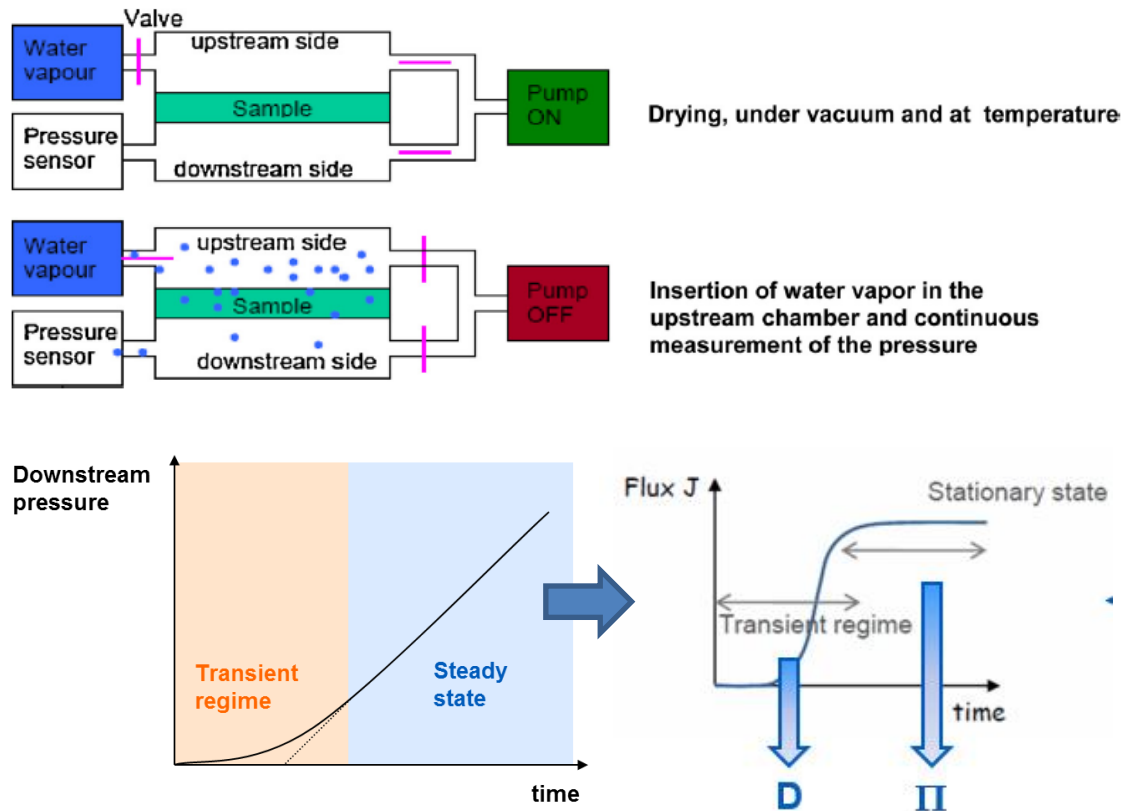 Valve
Water
vapour
upstream side
Sample
Pump
ON
Pressure
sensor
downstream side
Drying, under vacuum and at temperature
Water
vapour
upstream side
Sample
Pump
OFF
Pressure
sensor
downstream side
Insertion of water vapor in the
upstream chamber and continuous
measurement of the pressure
Downstream
pressure
Transient
regime
Steady
state
time
Flux J
Stationary state
Transient regime
time
D
Π